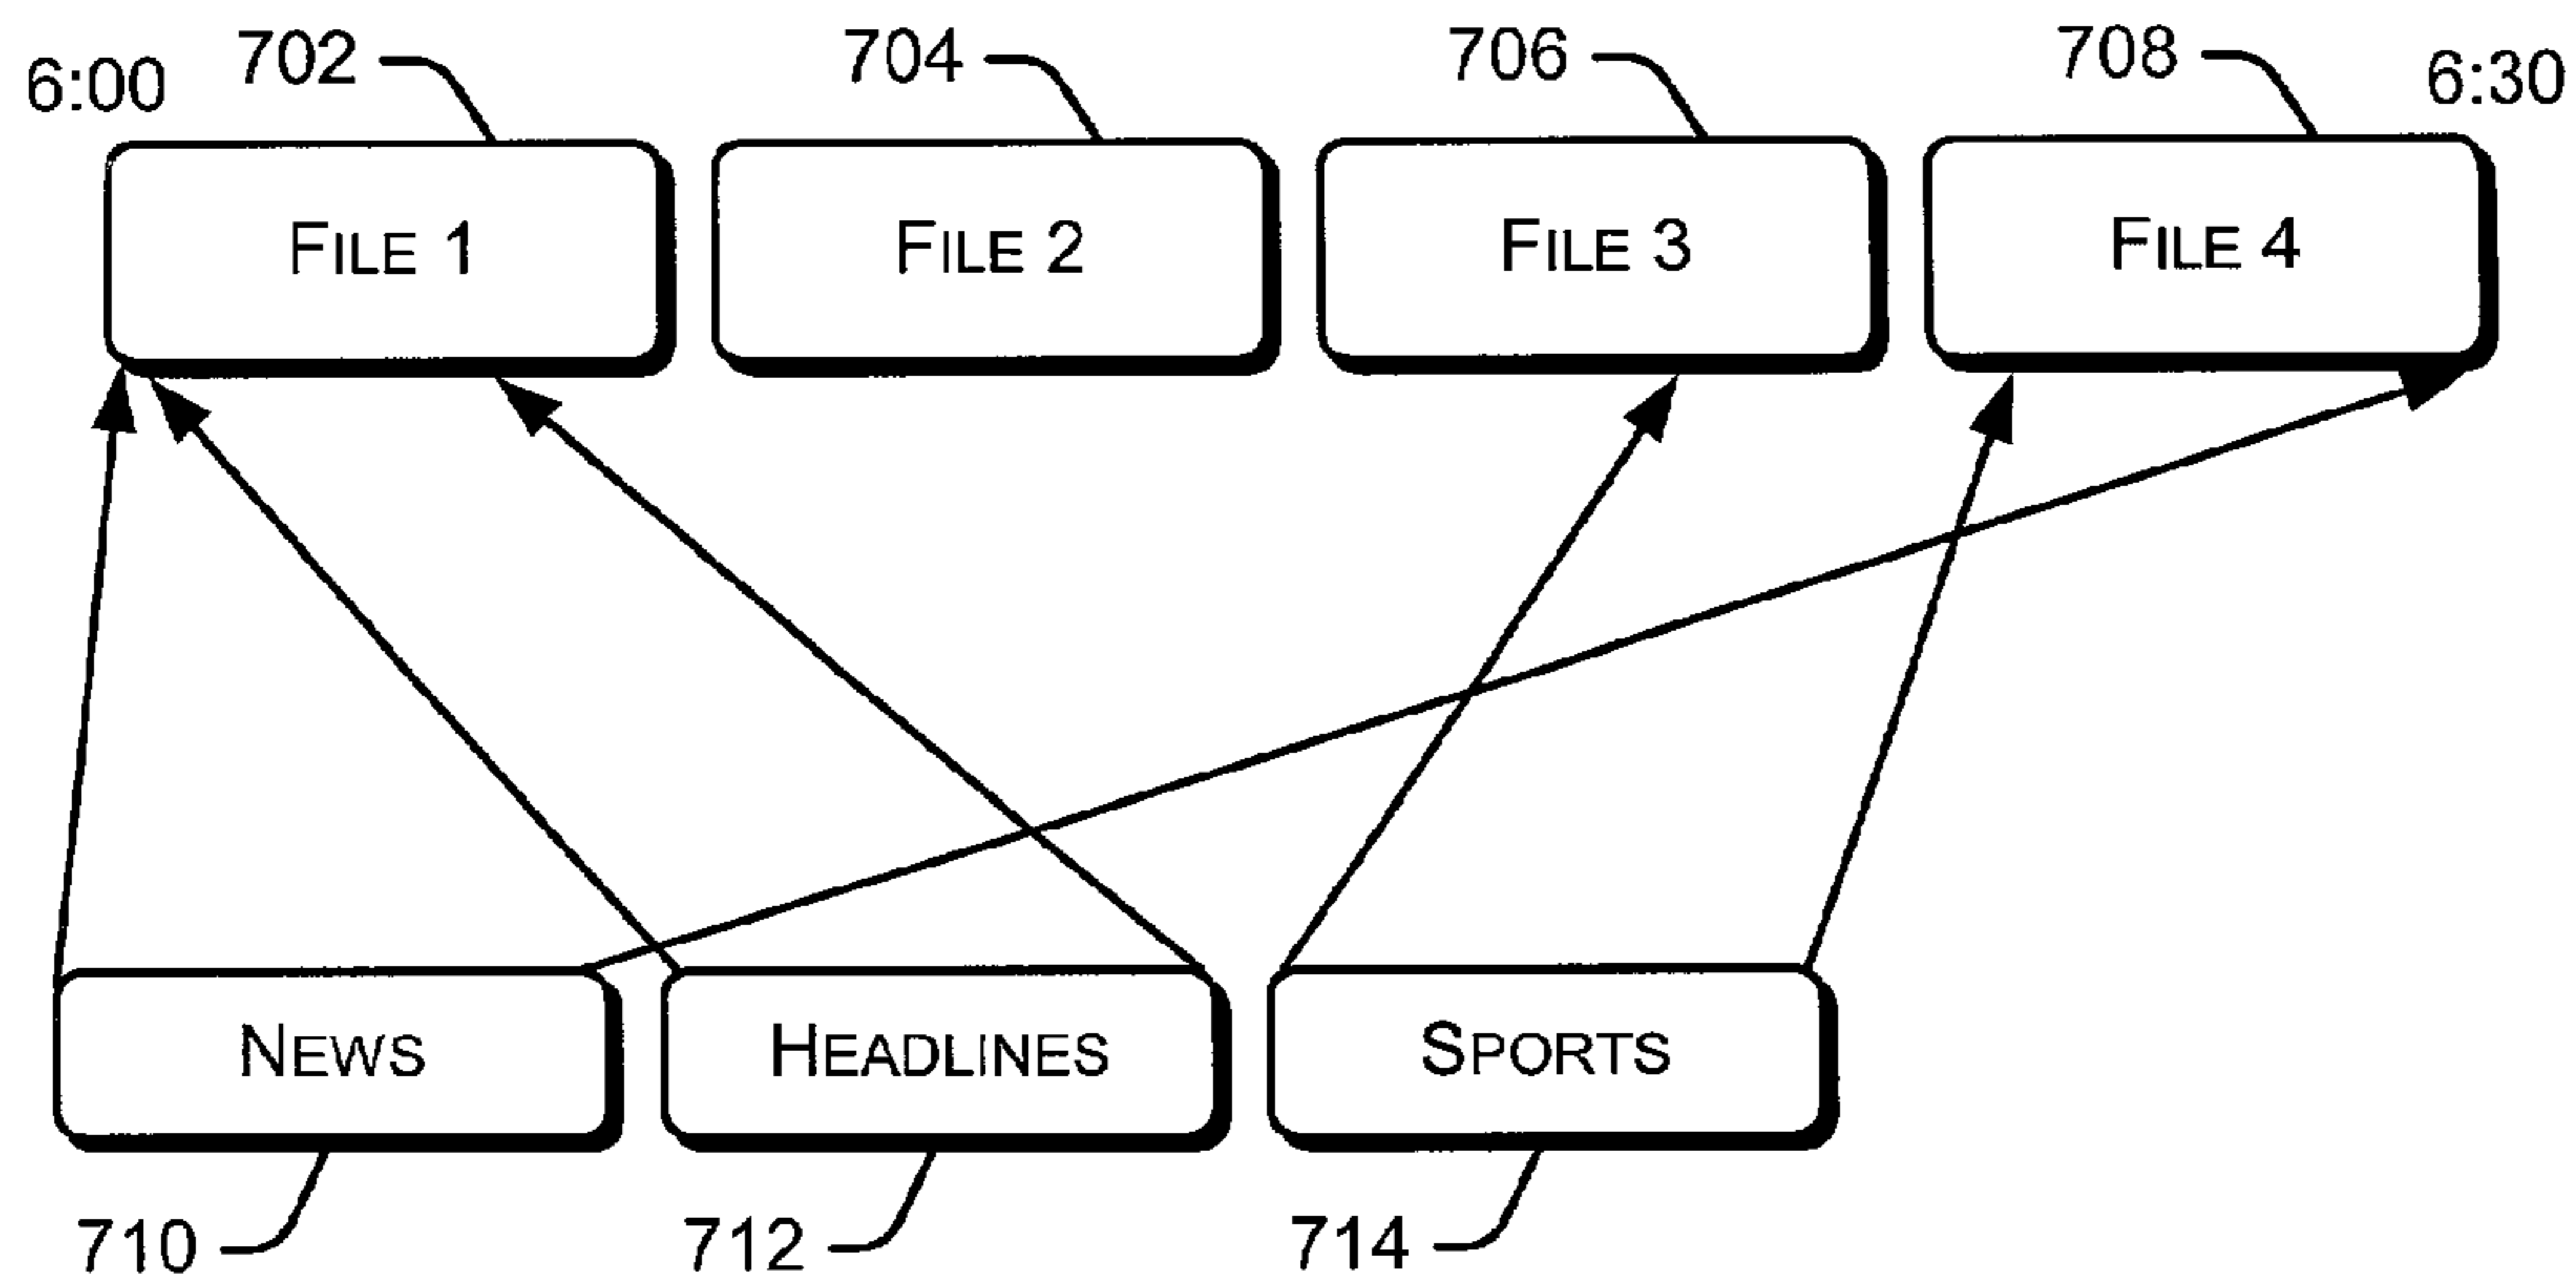 6:00 702 704 706 708 6:30
FILE 1 FILE 2 FILE 3 FILE 4
NEWS HEADLINES SPORTS
710 712 714